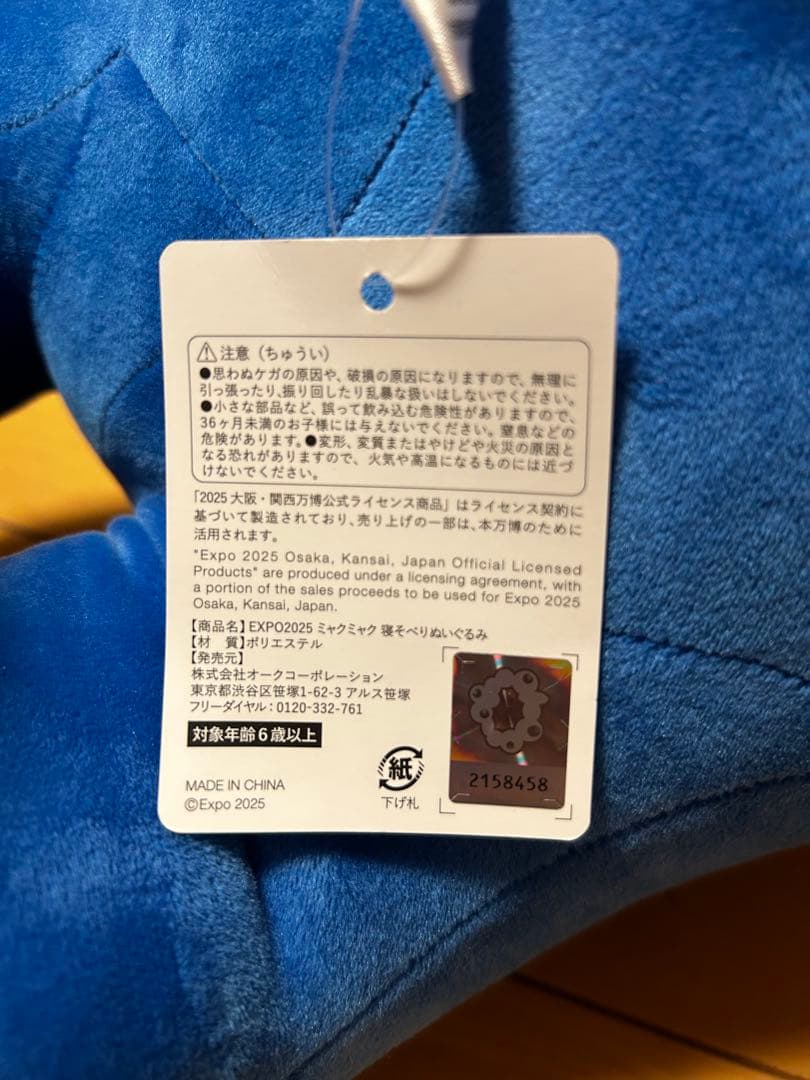 注意（ちゅうい）
●思わぬケガの原因や、破損の原因になりますので、無理に
引っ張ったり、振り回したり乱暴な扱いはしないでください。
●小さな部品など、誤って飲み込む危険性がありますので、
36ヶ月未満のお子様には与えないでください。窒息などの
危険があります。●変形、変質またはやけどや火災の原因と
なる恐れがありますので、火気や高温になるものには近づ
けないでください。
「2025 大阪・関西万博公式ライセンス商品」はライセンス契約に
基づいて製造されており、売り上げの一部は、本万博のために
活用されます。
"Expo 2025 Osaka, Kansai, Japan Official Licensed
Products" are produced under a licensing agreement, with
a portion of the sales proceeds to be used for Expo 2025
Osaka, Kansai, Japan.
【商品名】EXPO2025 ミャクミャク 寝そべりぬいぐるみ
【材　質】ポリエステル
【発売元】
株式会社オークコーポレーション
東京都渋谷区笹塚1-62-3 アルス笹塚
フリーダイヤル：0120-332-761
対象年齢６歳以上
MADE IN CHINA
©Expo 2025
紙
下げ札
2158458